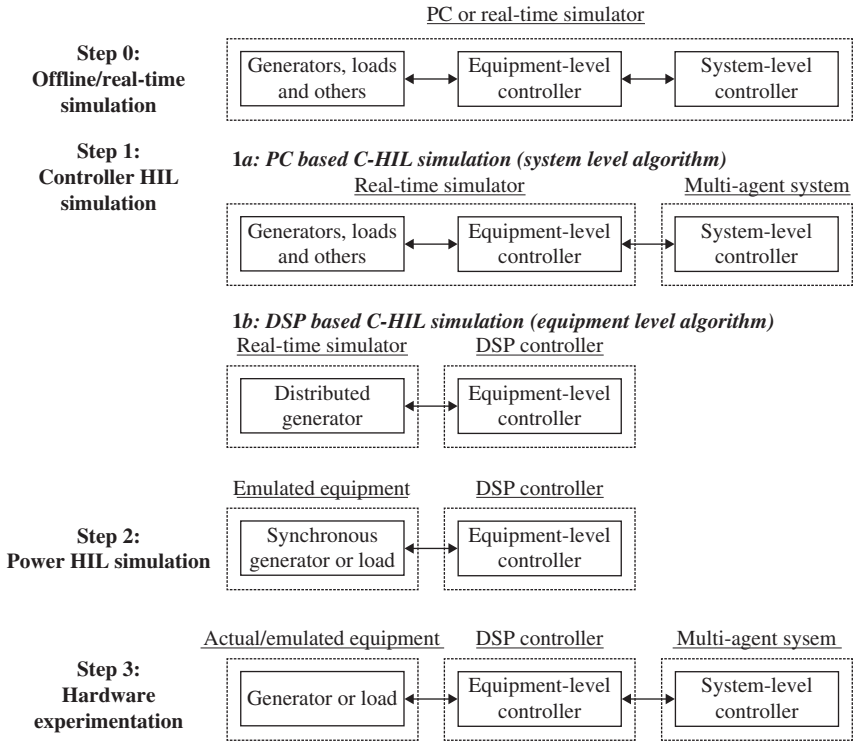 PC or real-time simulator
Step 0:
Offline/real-time
simulation
Generators, loads
and others
Equipment-level
controller
System-level
controller
Step 1:
Controller HIL
simulation
1a: PC based C-HIL simulation (system level algorithm)
Real-time simulator
Multi-agent system
Generators, loads
and others
Equipment-level
controller
System-level
controller
1b: DSP based C-HIL simulation (equipment level algorithm)
Real-time simulator
DSP controller
Distributed
generator
Equipment-level
controller
Step 2:
Power HIL simulation
Emulated equipment
DSP controller
Synchronous
generator or load
Equipment-level
controller
Step 3:
Hardware
experimentation
Actual/emulated equipment
DSP controller
Multi-agent sysem
Generator or load
Equipment-level
controller
System-level
controller